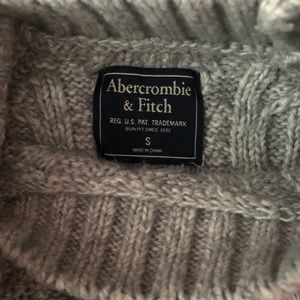 Abercrombie
& Fitch
REG. U.S. PAT. TRADEMARK
QUALITY SINCE 1892
S
MADE IN CHINA